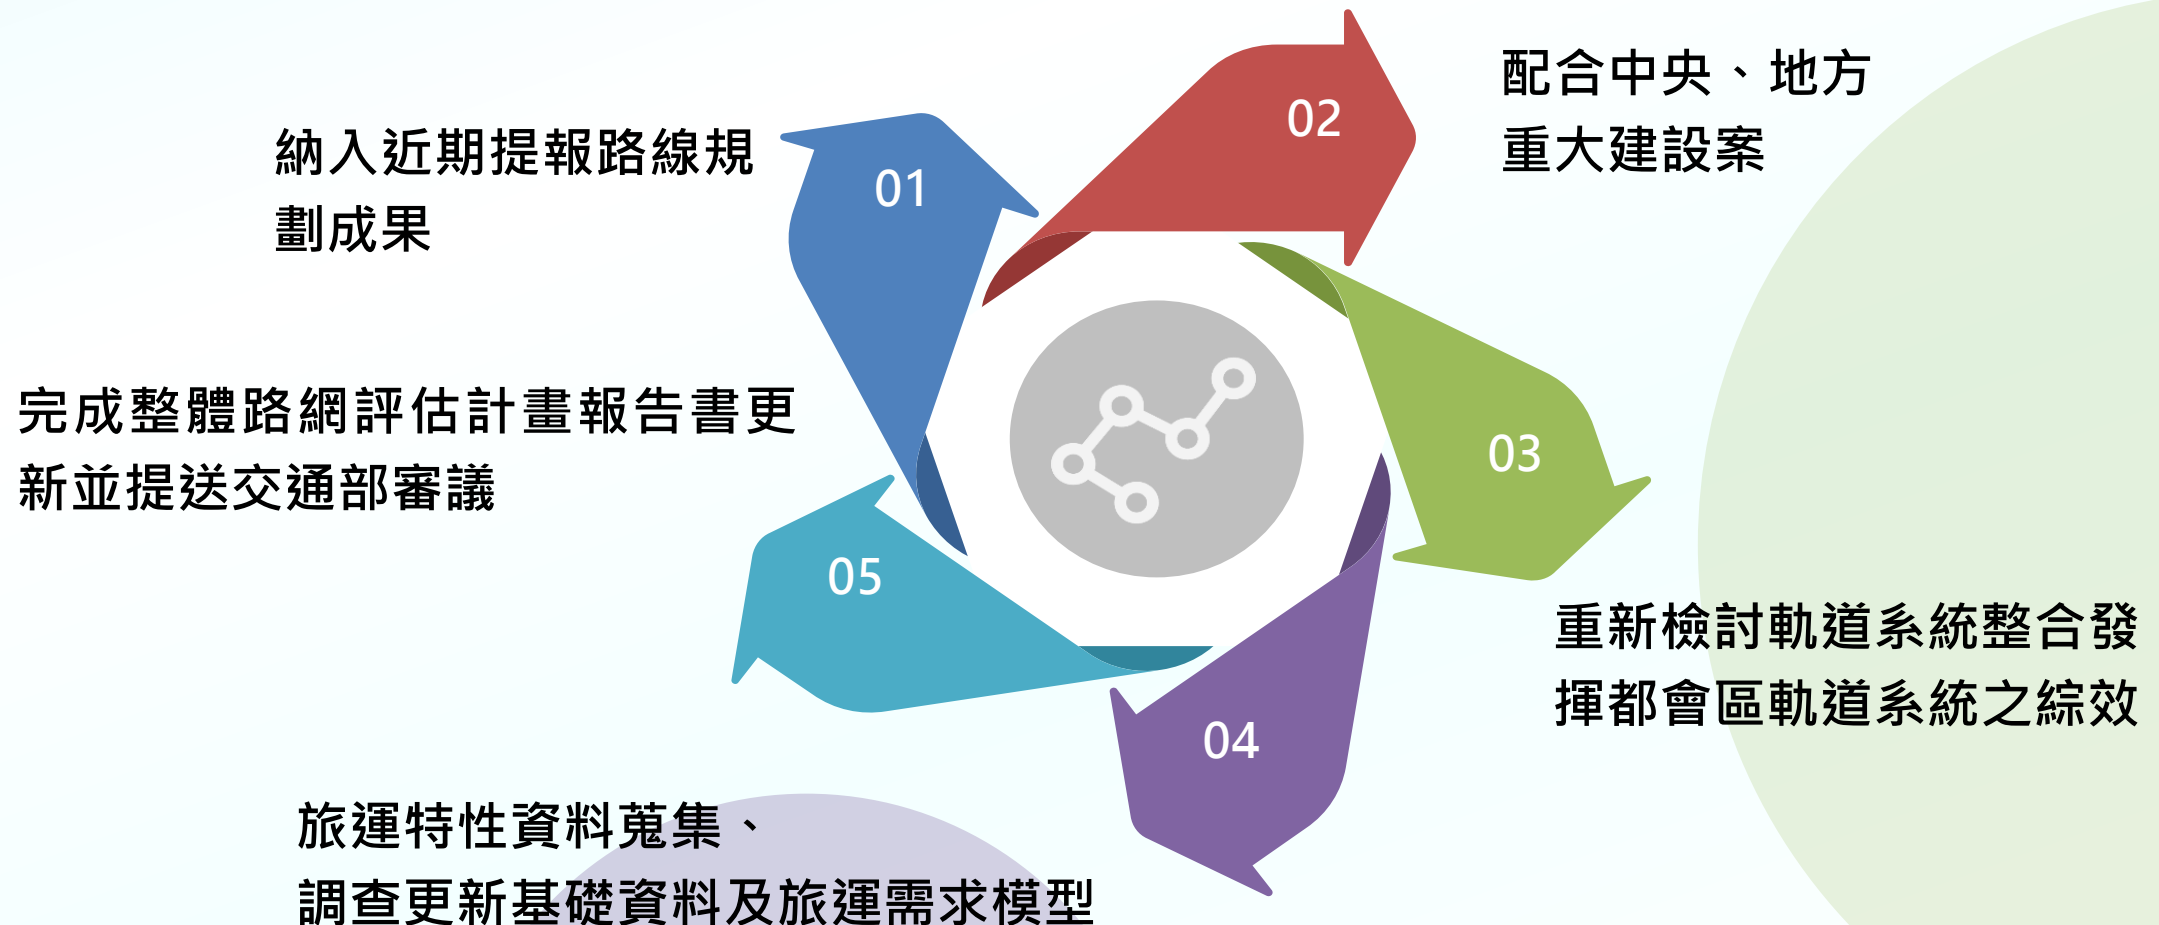 01
納入近期提報路線規
劃成果
02
配合中央、地方
重大建設案
03
重新檢討軌道系統整合發
揮都會區軌道系統之綜效
04
旅運特性資料蒐集、
調查更新基礎資料及旅運需求模型
05
完成整體路網評估計畫報告書更
新並提送交通部審議